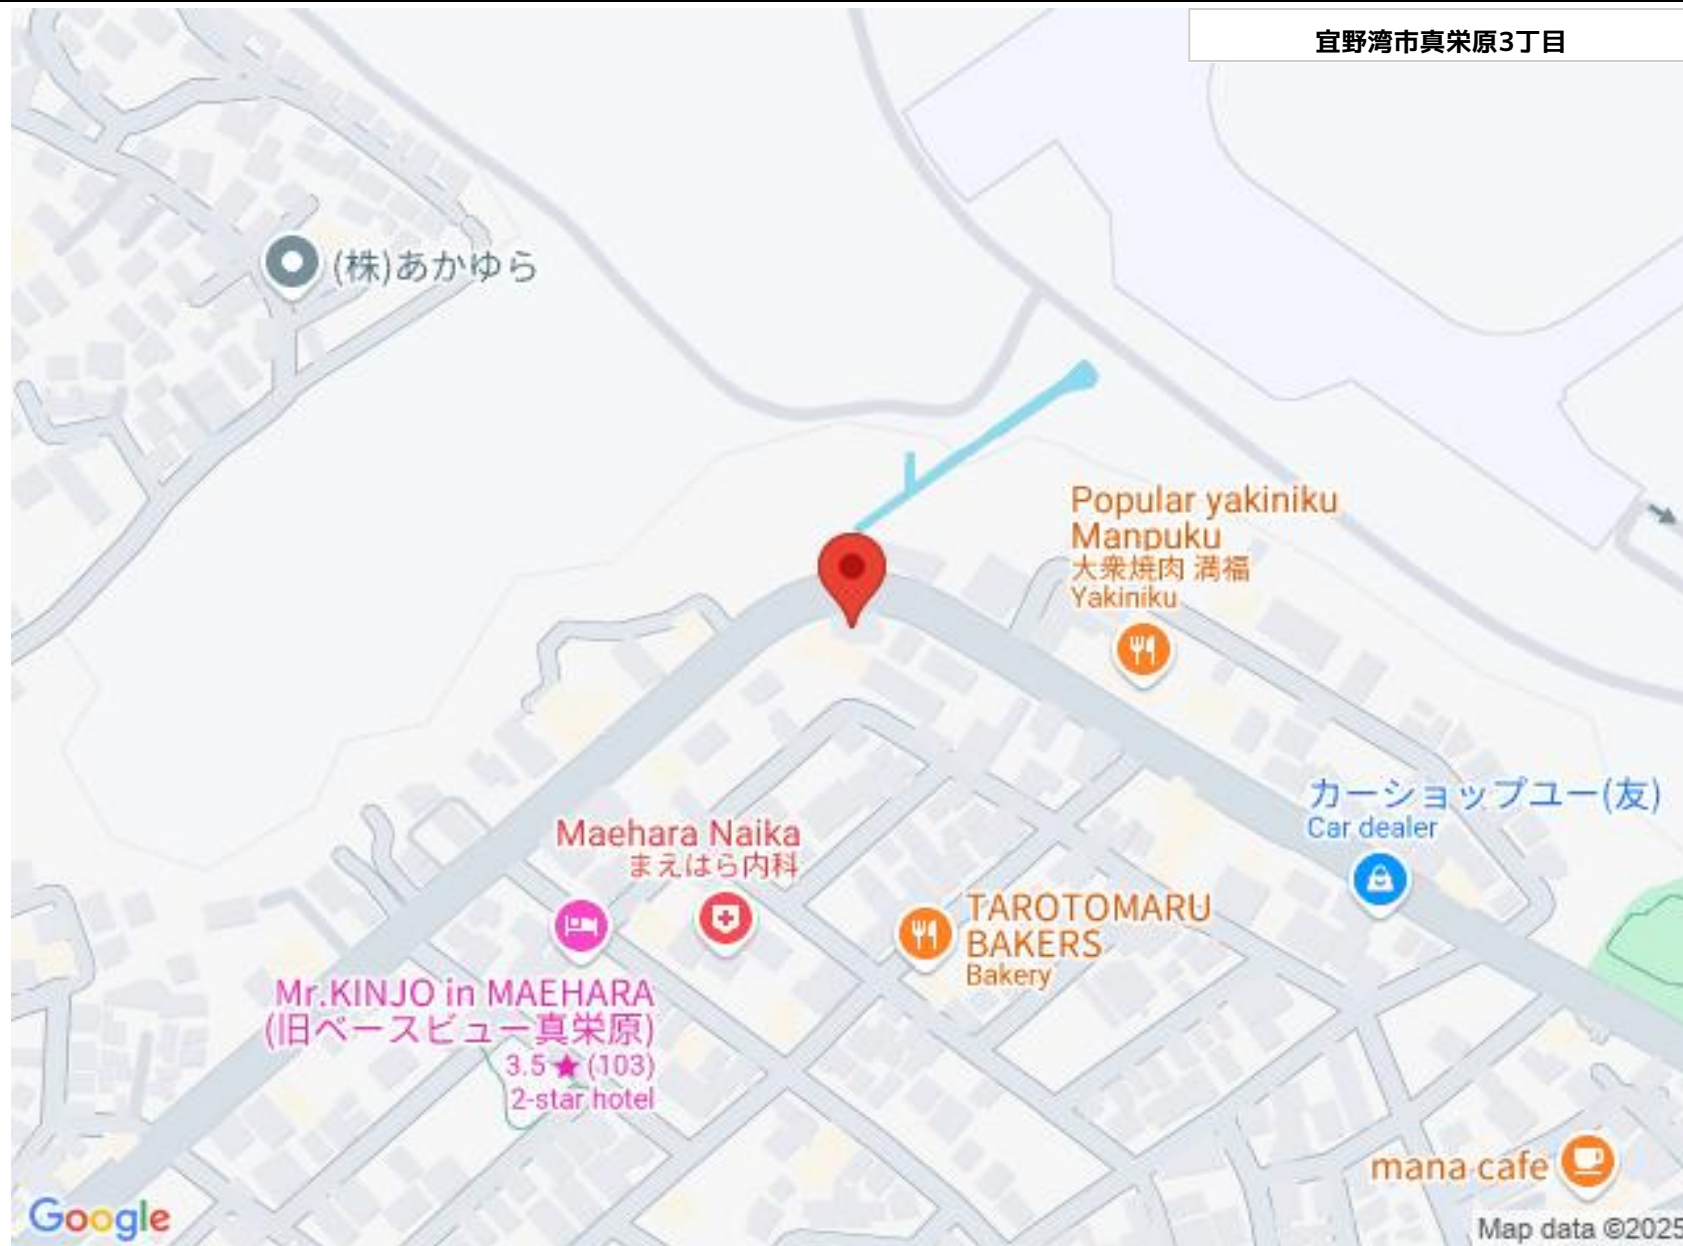 宜野湾市真栄原3丁目
(株)あかゆら
Popular yakiniku
Manpuku
大衆焼肉 満福
Yakiniku
カーショップユー(友)
Car dealer
Maehara Naika
まえはら内科
TAROTOMARU
BAKERS
Bakery
Mr.KINJO in MAEHARA
(旧ベースビュー真栄原)
3.5★(103)
2-star hotel
mana cafe
Google
Map data ©2025